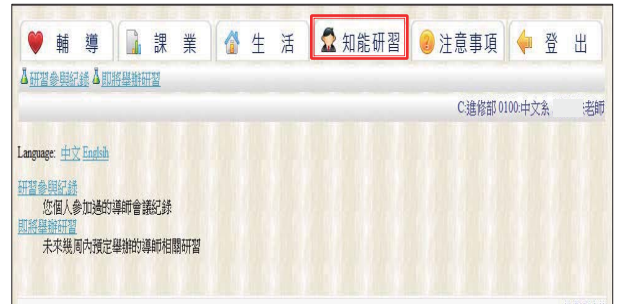 輔 導 課 業 生 活 知能研習 注意事項 登 出
研習參與紀錄 即將舉辦研習
C:進修部 0100:中文系 :老師
Language: 中文 Englsih
研習參與紀錄
您個人參加過的導師會議紀錄
即將舉辦研習
未來幾周內預定舉辦的導師相關研習